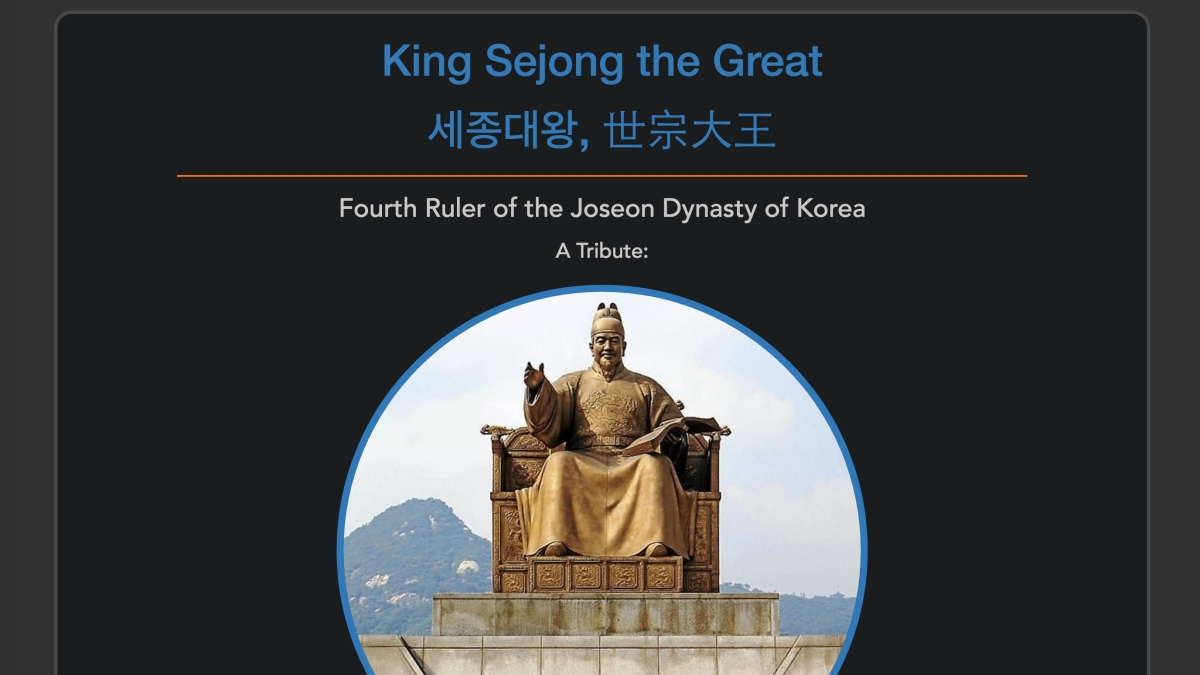 King Sejong the Great
세종대왕, 世宗大王
Fourth Ruler of the Joseon Dynasty of Korea
A Tribute: